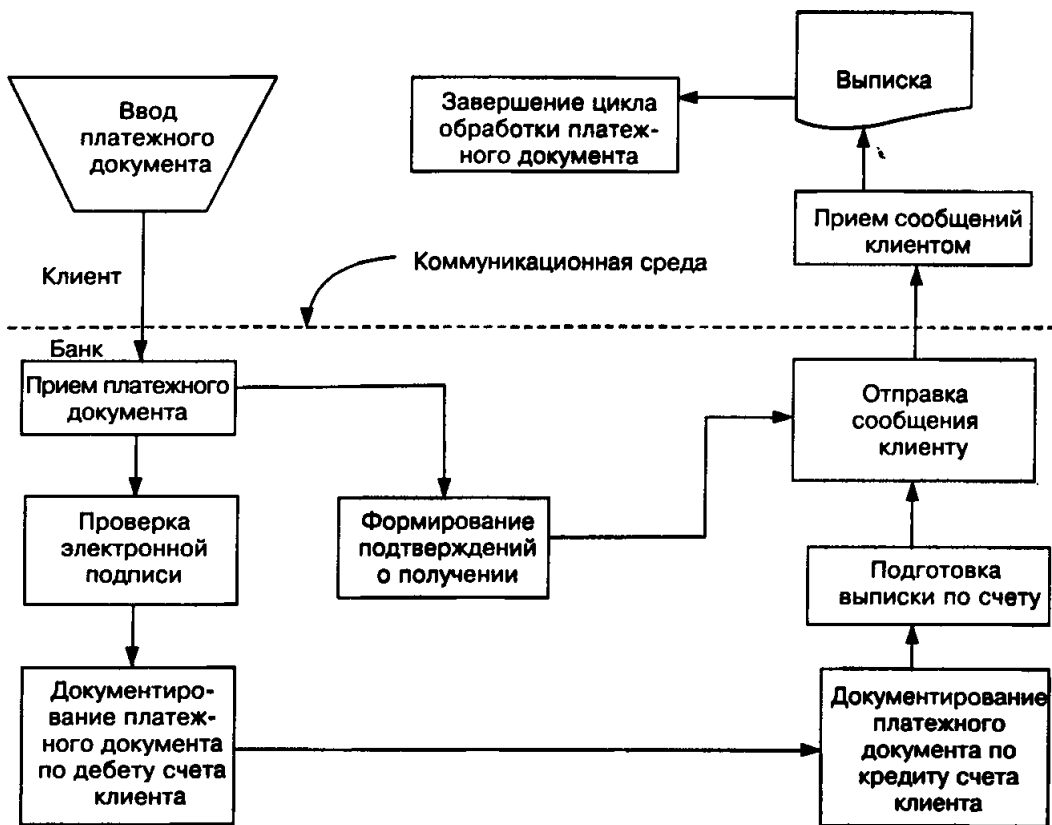 Ввод
платежного
документа
Завершение цикла
обработки платеж-
ного документа
Выписка
Прием сообщений
клиентом
Клиент
Коммуникационная среда
Банк
Прием платежного
документа
Отправка
сообщения
клиенту
Проверка
электронной
подписи
Формирование
подтверждений
о получении
Подготовка
выписки по счету
Документиро-
вание платеж-
ного документа
по дебету счета
клиента
Документирование
платежного
документа по
кредиту счета
клиента